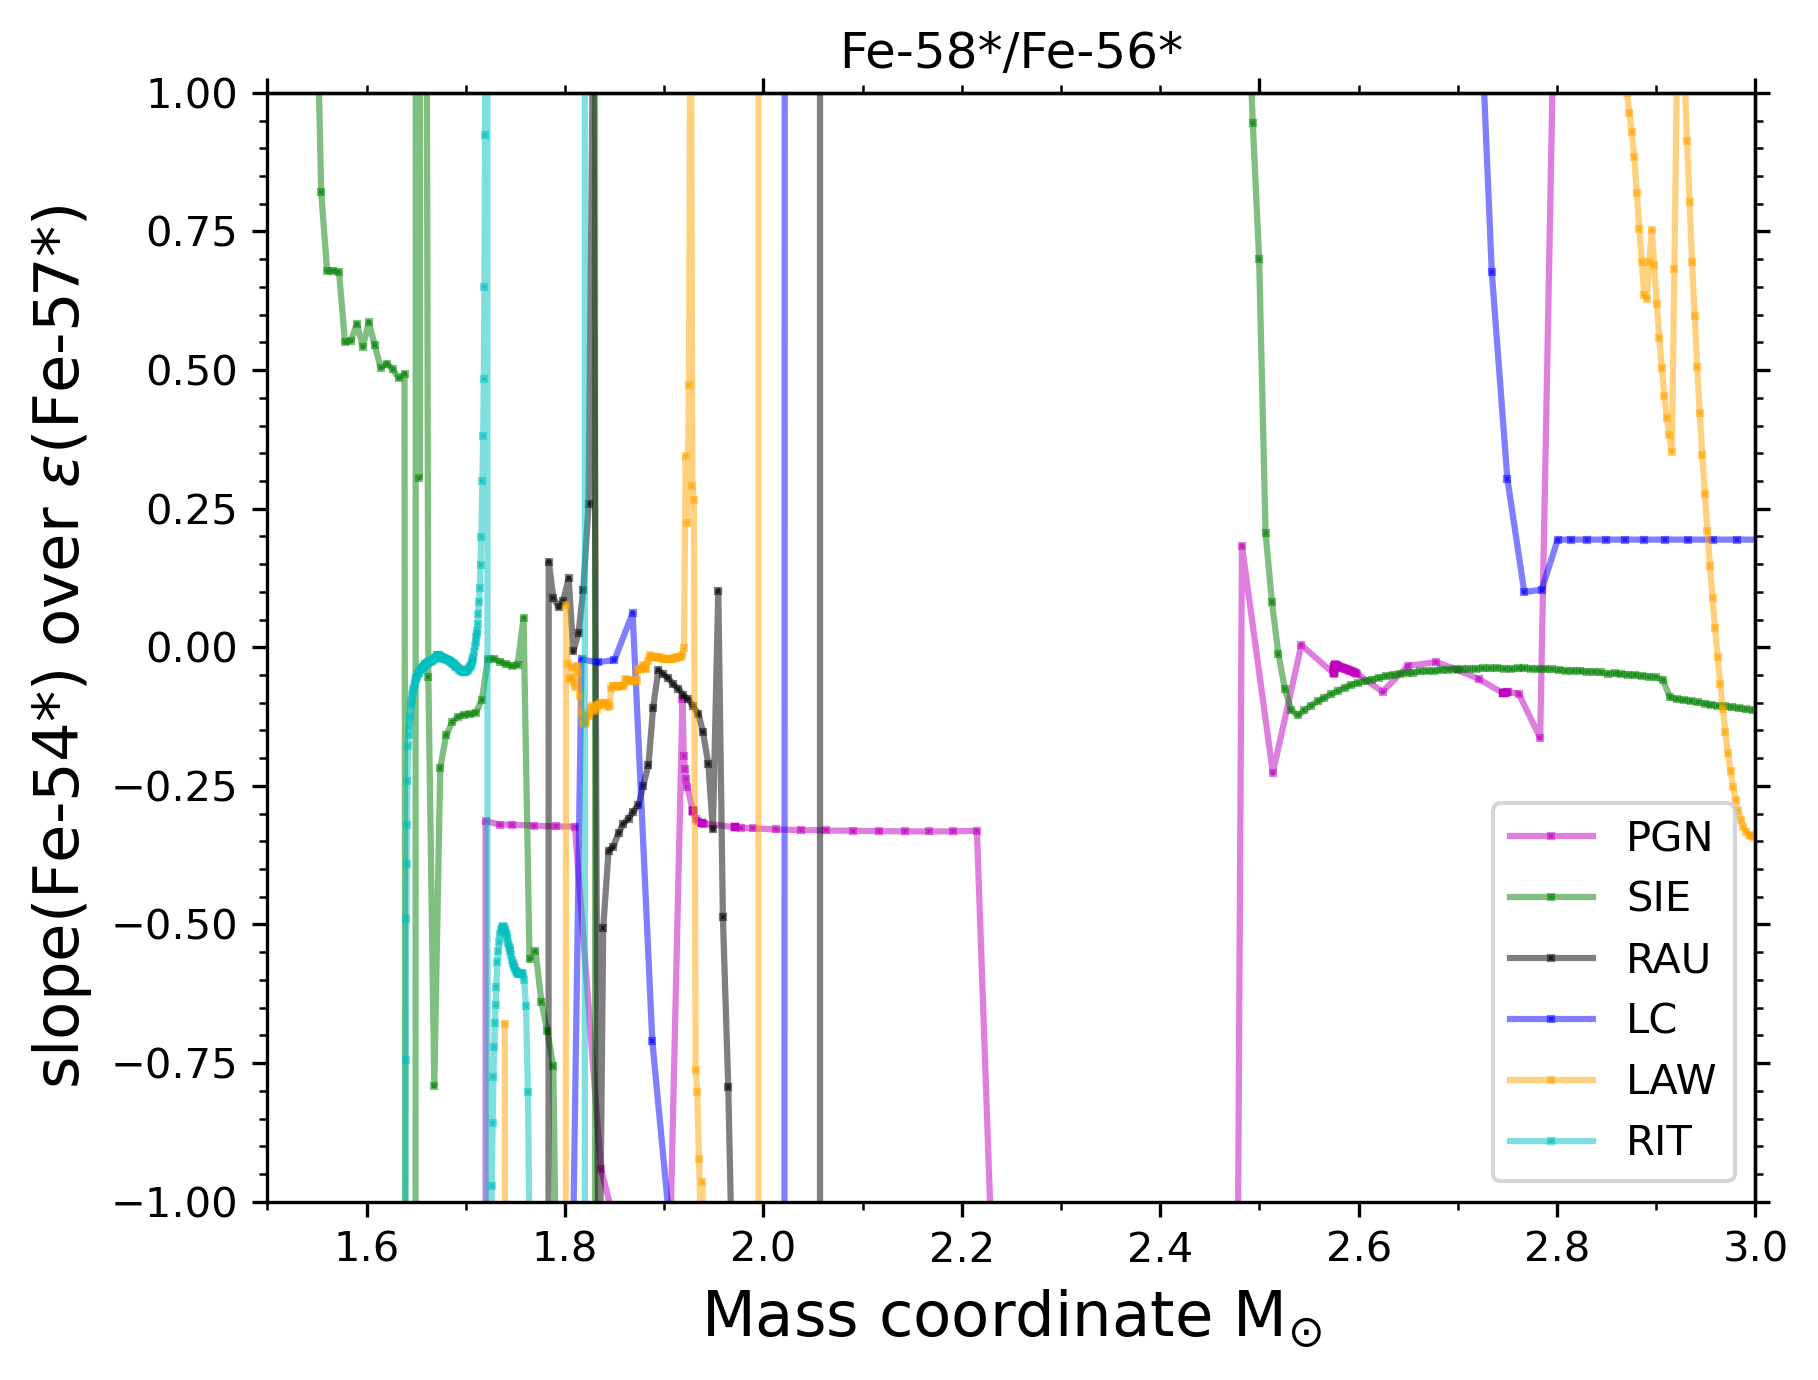 Fe-58*/Fe-56*
slope(Fe-54*) over ε(Fe-57*)
1.00
0.75
0.50
0.25
0.00
−0.25
−0.50
−0.75
−1.00
PGN
SIE
RAU
LC
LAW
RIT
1.6 1.8 2.0 2.2 2.4 2.6 2.8 3.0
Mass coordinate M⊙